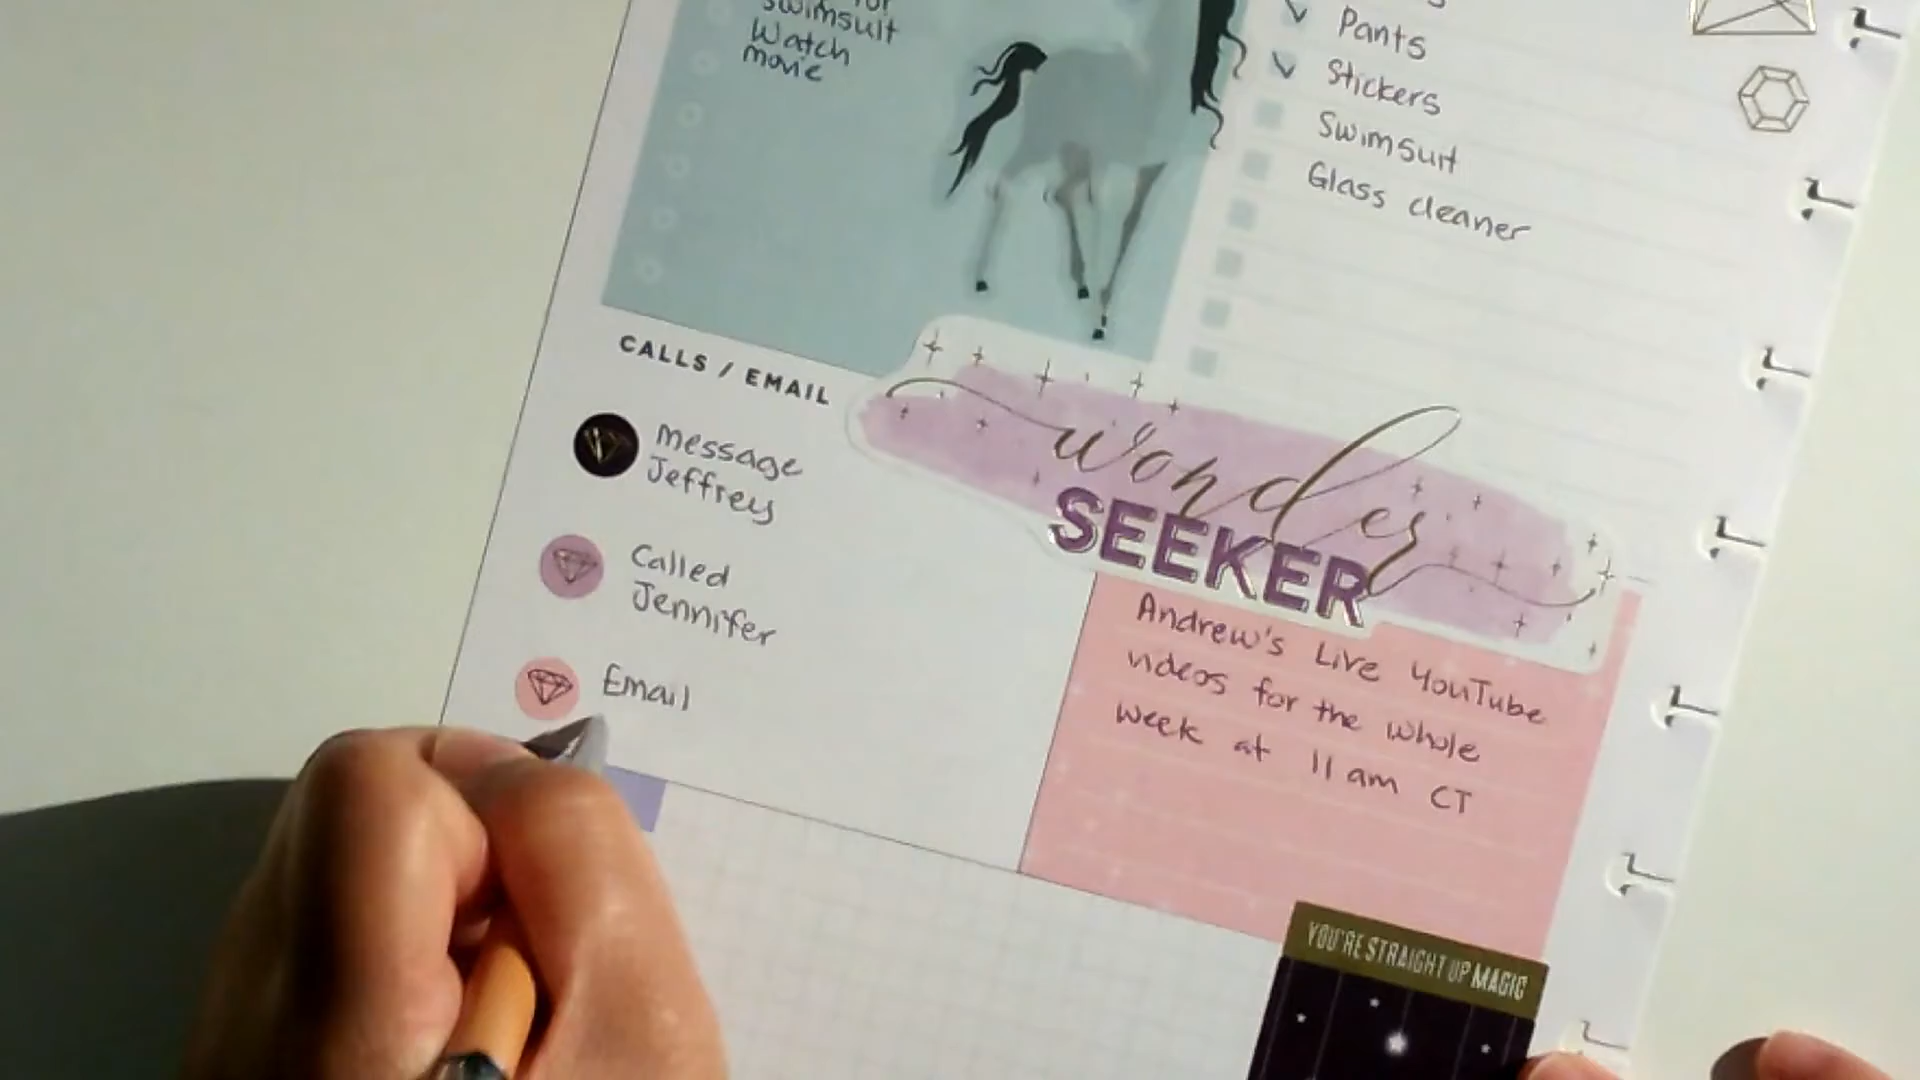 swimsuit
Watch
movie
Pants
Stickers
Swimsuit
Glass cleaner
CALLS / EMAIL
Message
Jeffrey
Called
Jennifer
Email
wonder
SEEKER
Andrew's Live YouTube
videos for the whole
week at 11 am CT
YOU'RE STRAIGHT UP MAGIC